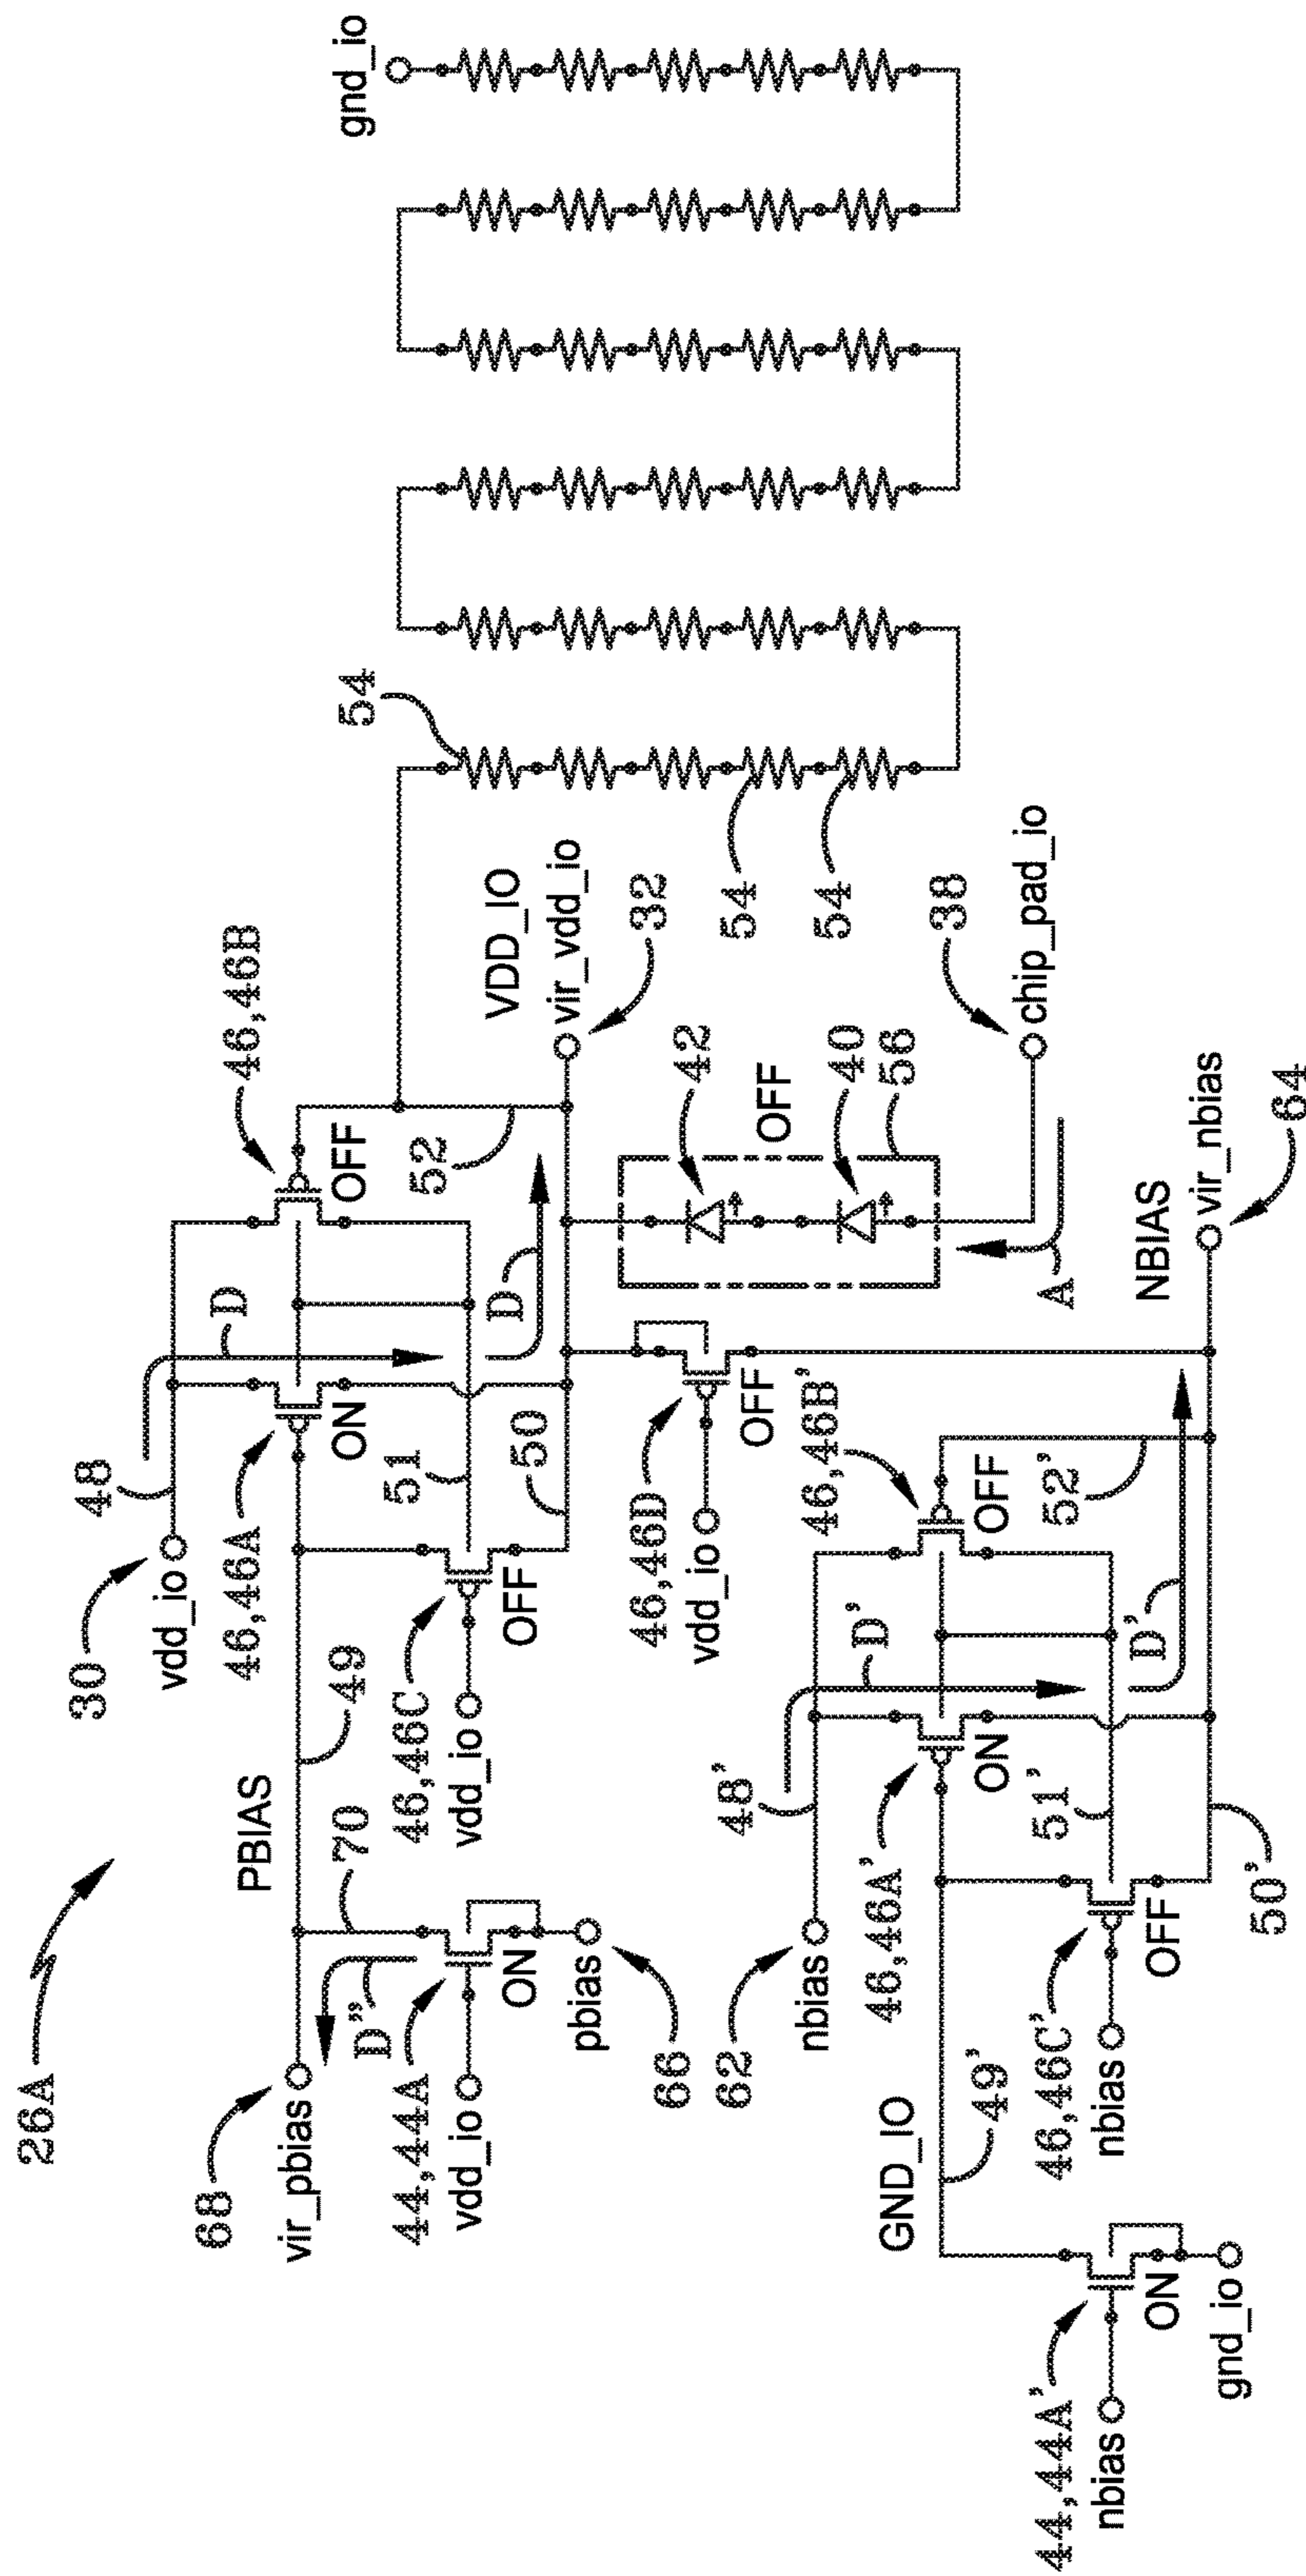 26A
68
vir_pbias
PBIAS
49
70
D"
44,44A
vdd_io
ON
pbias
66
30
vdd_io
48
46,46A
ON
D
46,46B
OFF
51
46,46C
vdd_io
OFF
50
D
52
VDD_IO
vir_vdd_io
32
54
54
54
gnd_io
42
OFF
40
56
38
chip_pad_io
A
46,46D
vdd_io
OFF
62
nbias
48'
46,46A'
ON
D'
46,46B'
OFF
52'
NBIAS
vir_nbias
64
51'
D'
50'
46,46C'
nbias
OFF
GND_IO
49'
44,44A'
nbias
ON
gnd_io